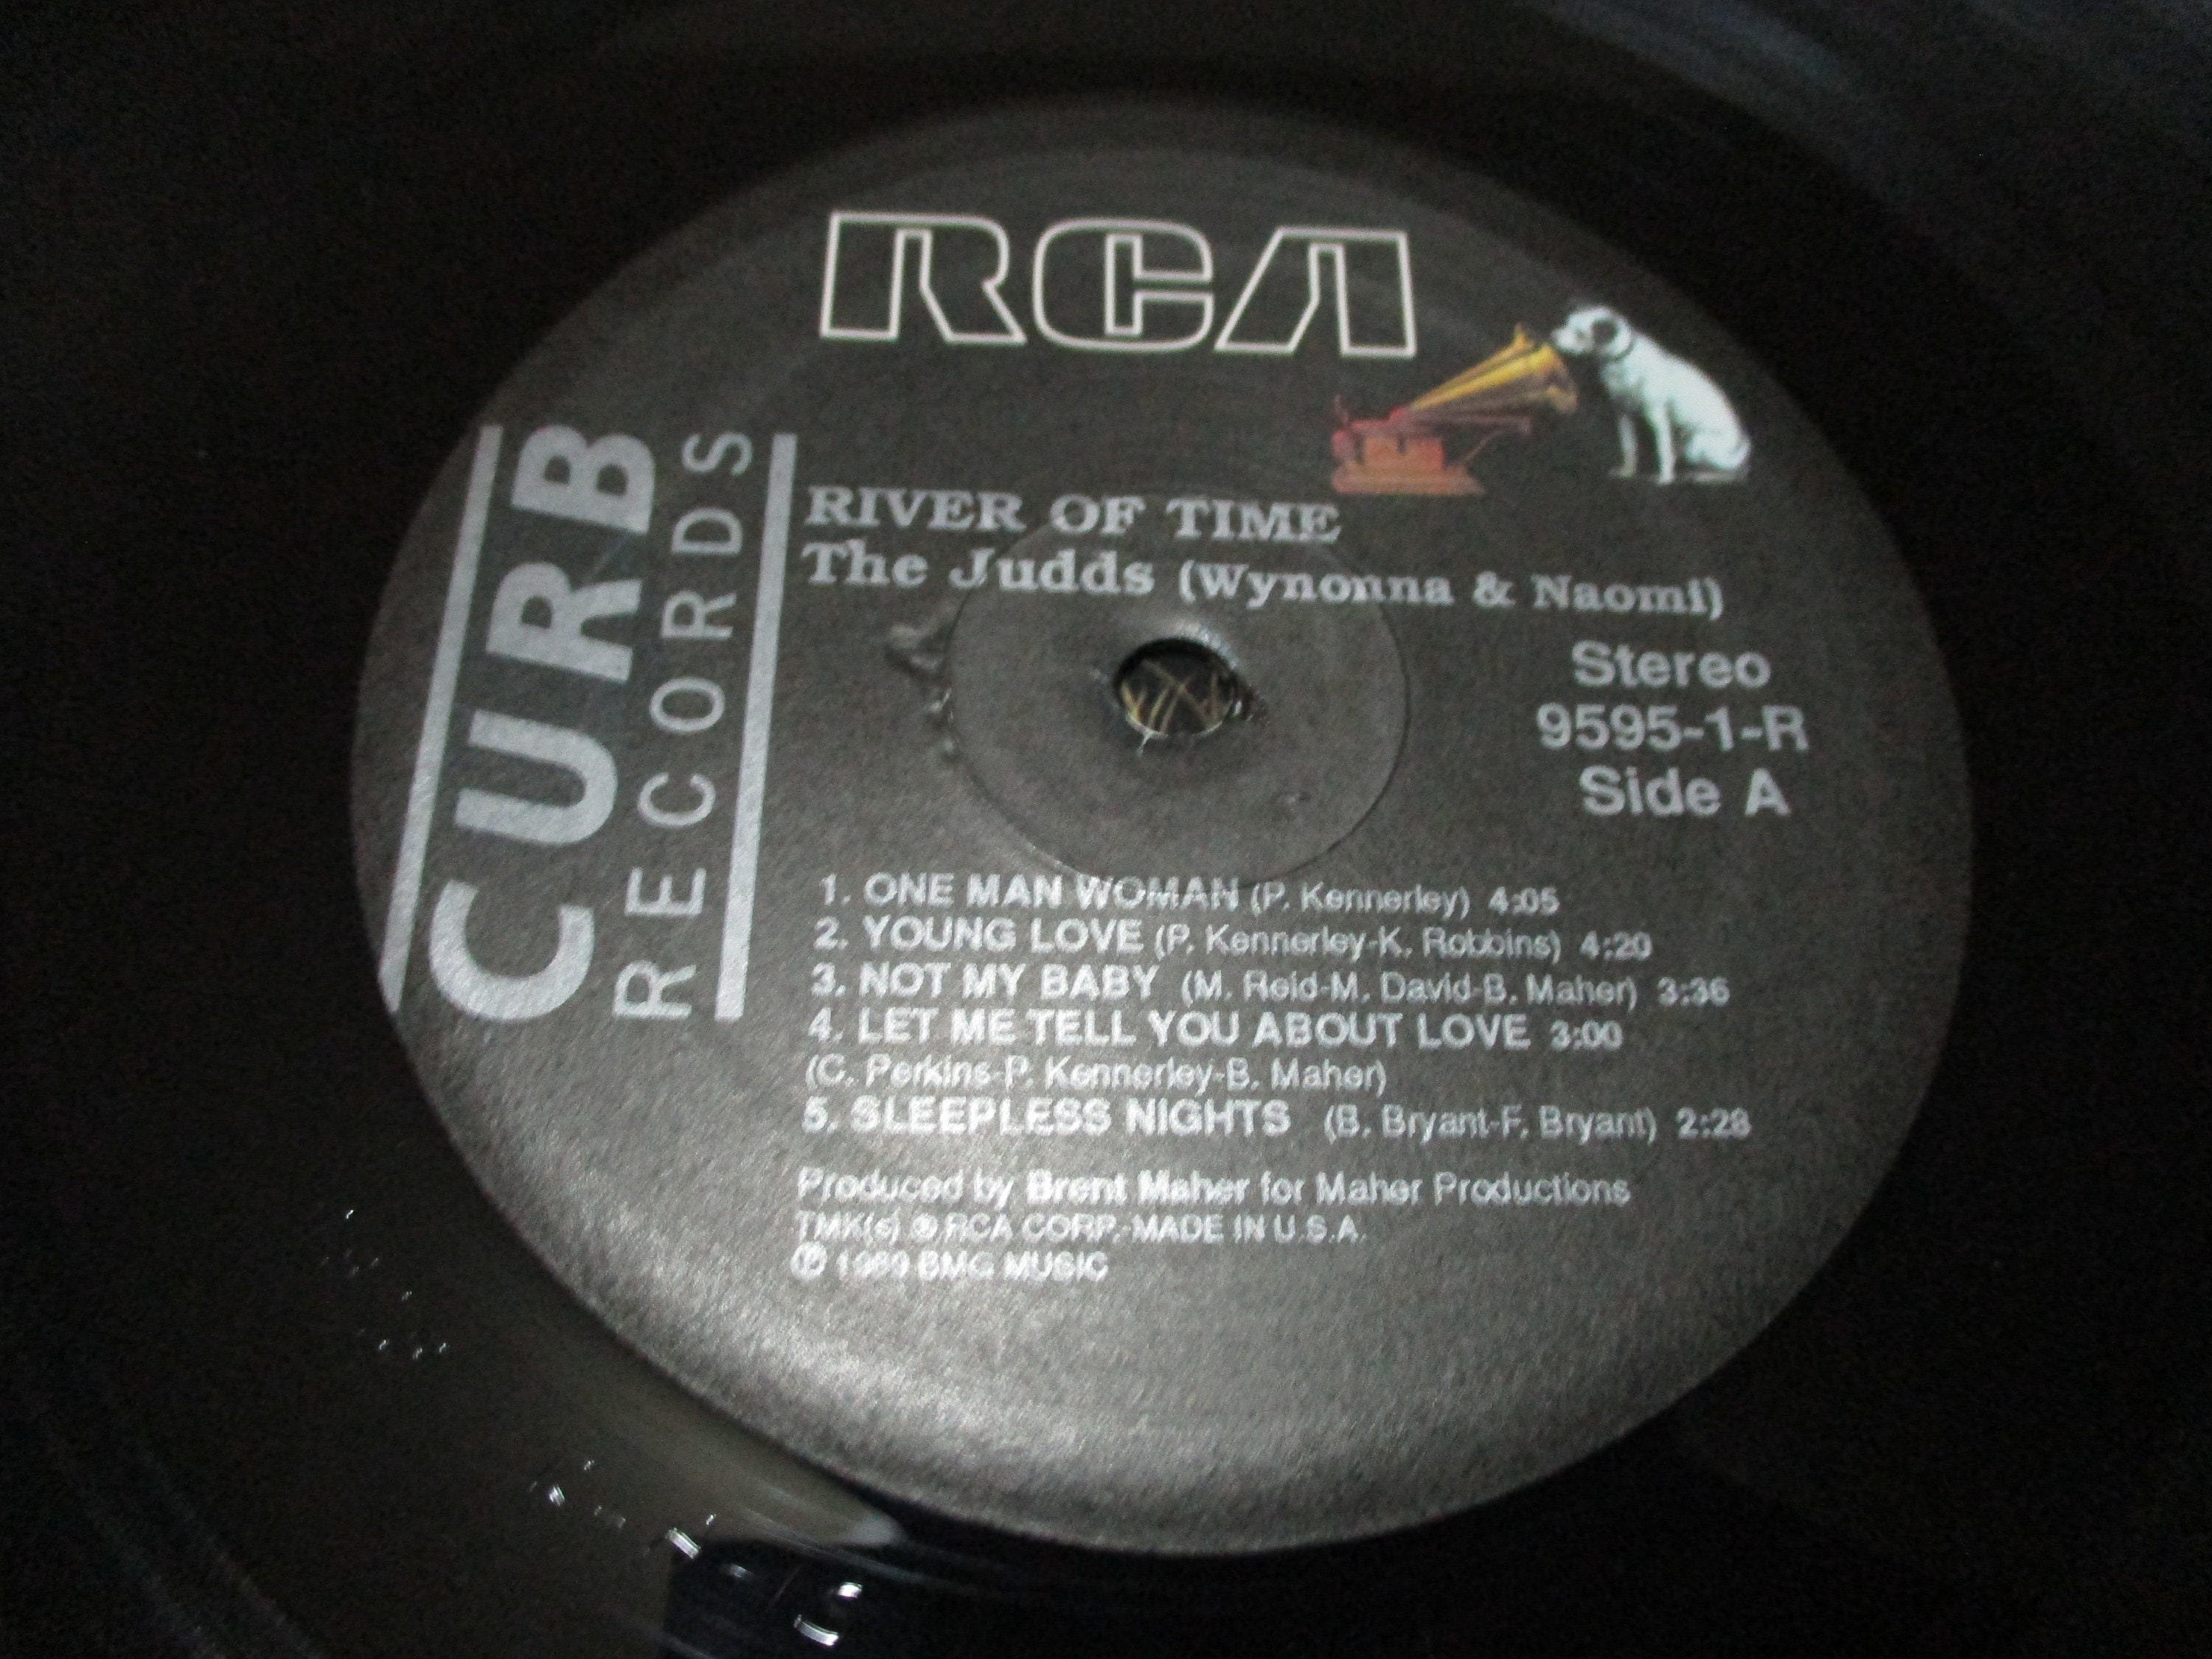 RCA
CURB
RECORDS
RIVER OF TIME
The Judds (Wynonna & Naomi)
Stereo
9595-1-R
Side A
1. ONE MAN WOMAN (P. Kennerley) 4:05
2. YOUNG LOVE (P. Kennerley-K. Robbins) 4:20
3. NOT MY BABY (M. Reid-M. David-B. Maher) 3:36
4. LET ME TELL YOU ABOUT LOVE 3:00
(C. Perkins-P. Kennerley-B. Maher)
5. SLEEPLESS NIGHTS (B. Bryant-F. Bryant) 2:28
Produced by Brent Maher for Maher Productions
TMK(s) ® RCA CORP.-MADE IN U.S.A.
℗ 1989 BMG MUSIC